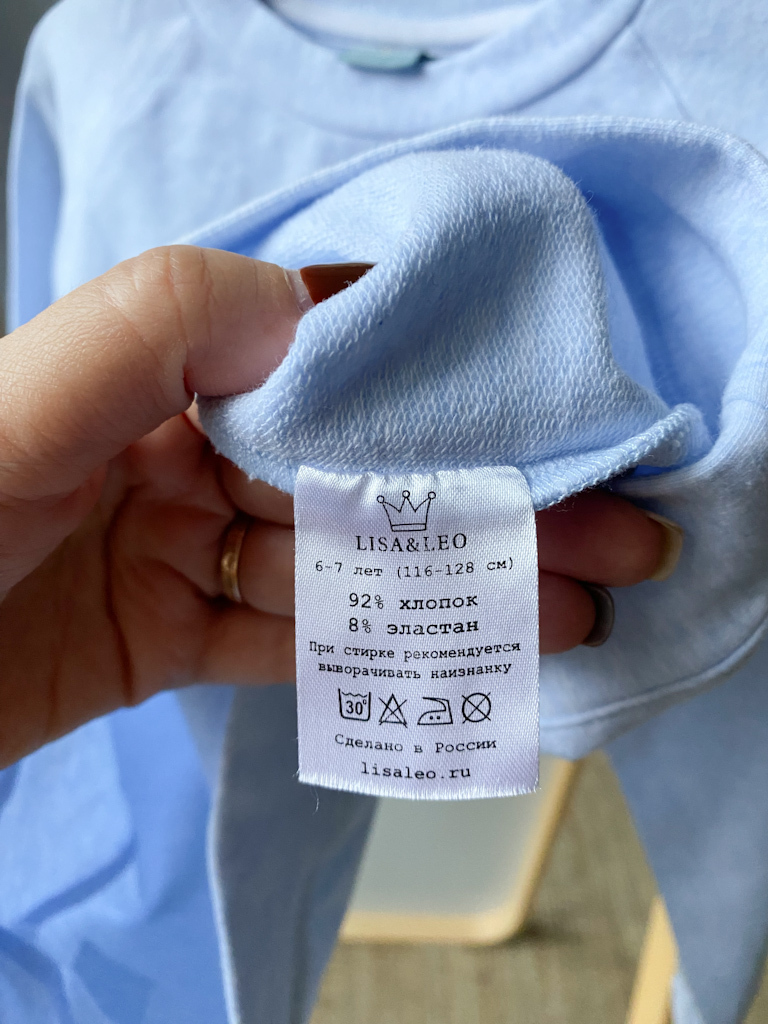 LISA&LEO
6-7 лет (116-128 см)
92% хлопок
8% эластан
При стирке рекомендуется
выворачивать наизнанку
30°
Сделано в России
lisaleo.ru